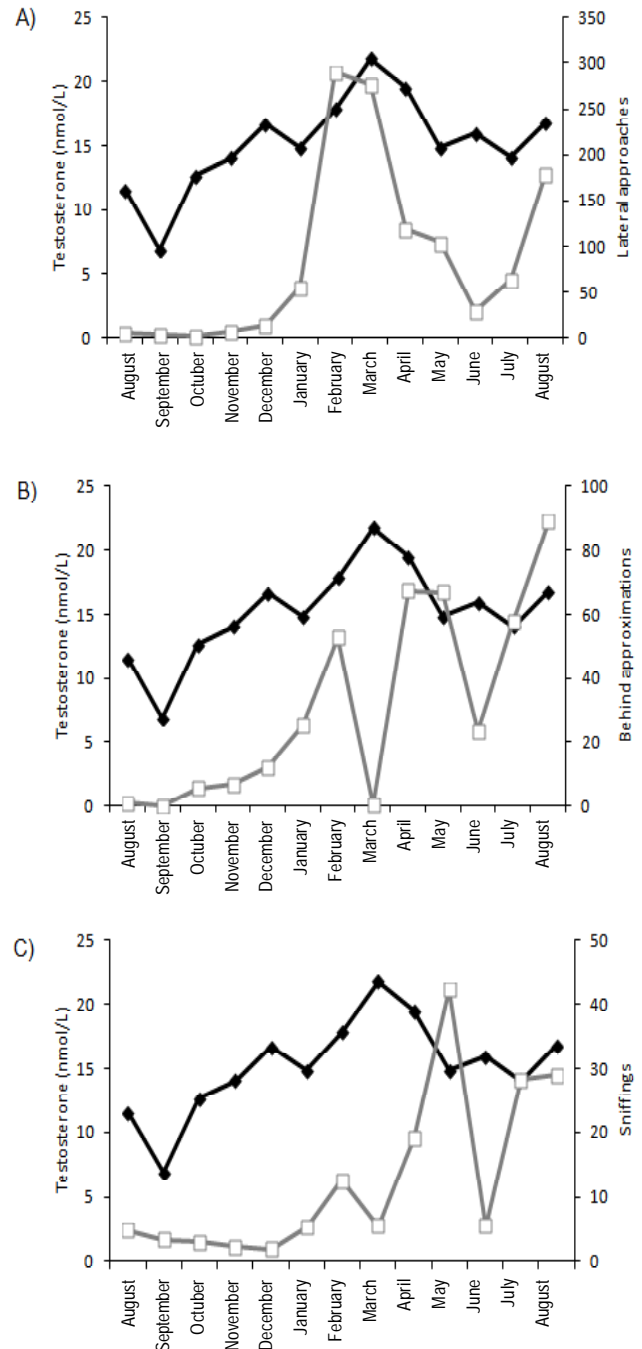 A)
25
20
15
10
5
0
Testosterone (nmol/L)
350
300
250
200
150
100
50
0
Lateral approaches
August
September
Octuber
November
December
January
February
March
April
May
June
July
August
B)
25
20
15
10
5
0
Testosterone (nmol/L)
100
80
60
40
20
0
Behind approximations
August
September
Octuber
November
December
January
February
March
April
May
June
July
August
C)
25
20
15
10
5
0
Testosterone (nmol/L)
50
40
30
20
10
0
Sniffings
August
September
Octuber
November
December
January
February
March
April
May
June
July
August